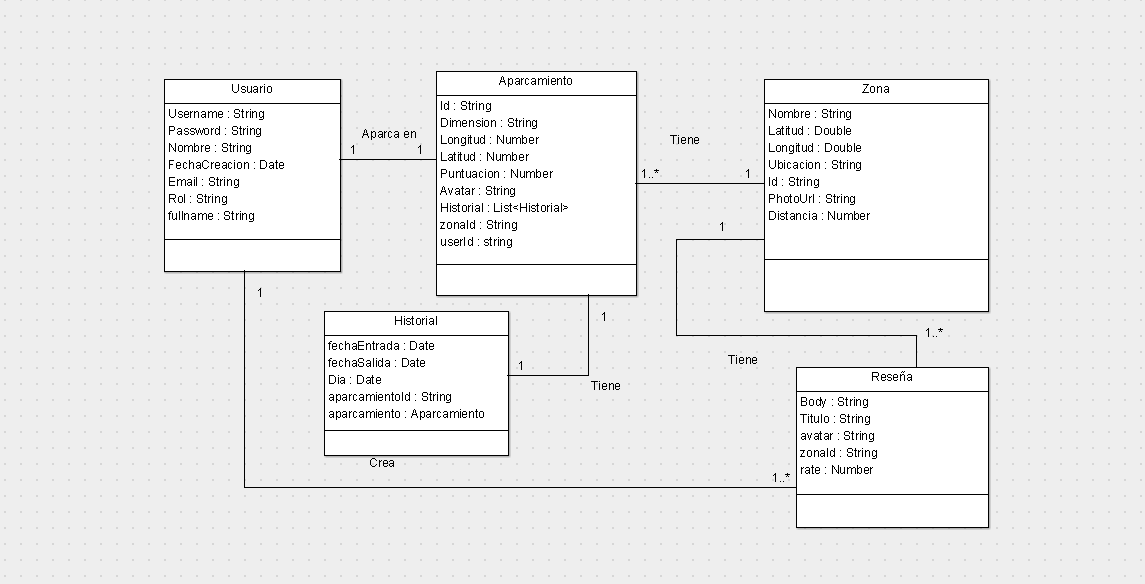 Usuario
Username : String
Password : String
Nombre : String
FechaCreacion : Date
Email : String
Rol : String
fullname : String
Aparca en
1
1
Aparcamiento
Id : String
Dimension : String
Longitud : Number
Latitud : Number
Puntuacion : Number
Avatar : String
Historial : List<Historial>
zonaId : String
userId : string
Tiene
1..*
1
Zona
Nombre : String
Latitud : Double
Longitud : Double
Ubicacion : String
Id : String
PhotoUrl : String
Distancia : Number
1
1
1
Historial
fechaEntrada : Date
fechaSalida : Date
Dia : Date
aparcamientoId : String
aparcamiento : Aparcamiento
1
Tiene
Tiene
1..*
Reseña
Body : String
Titulo : String
avatar : String
zonaId : String
rate : Number
Crea
1..*